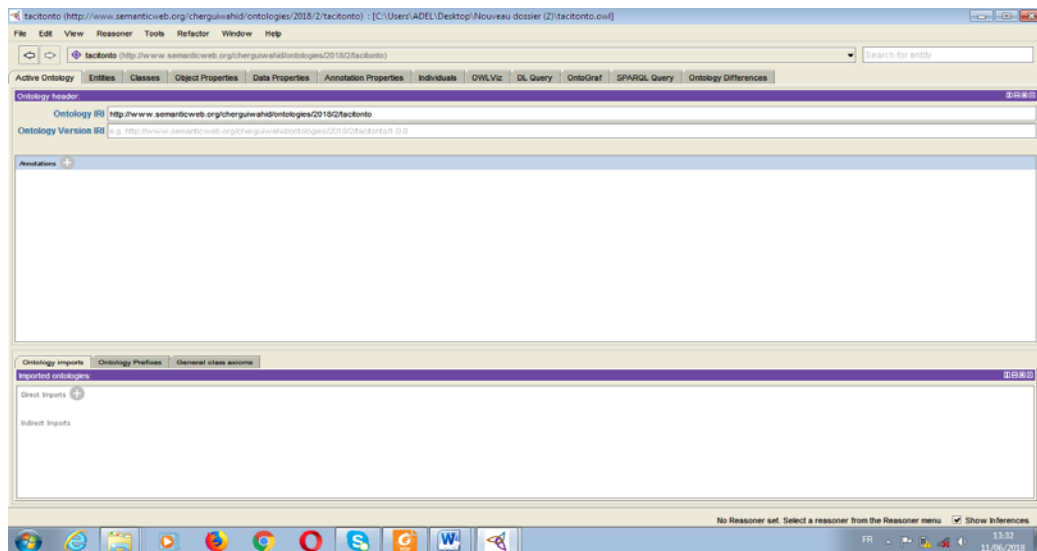 tacitonto (http://www.semanticweb.org/cherguiwahid/ontologies/2018/2/tacitonto) : [C:\Users\ADEL\Desktop\Nouveau dossier (2)\tacitonto.owl]
File Edit View Reasoner Tools Refactor Window Help
tacitonto (http://www.semanticweb.org/cherguiwahid/ontologies/2018/2/tacitonto) Search for entity
Active Ontology Entities Classes Object Properties Data Properties Annotation Properties Individuals OWLViz DL Query OntoGraf SPARQL Query Ontology Differences
Ontology header:
Ontology IRI http://www.semanticweb.org/cherguiwahid/ontologies/2018/2/tacitonto
Ontology Version IRI e.g. http://www.semanticweb.org/cherguiwahid/ontologies/2018/2/tacitonto/1.0.0
Annotations
Ontology imports Ontology Prefixes General class axioms
Imported ontologies:
Direct Imports
Indirect Imports
No Reasoner set. Select a reasoner from the Reasoner menu Show Inferences
FR 13:32
11/06/2018